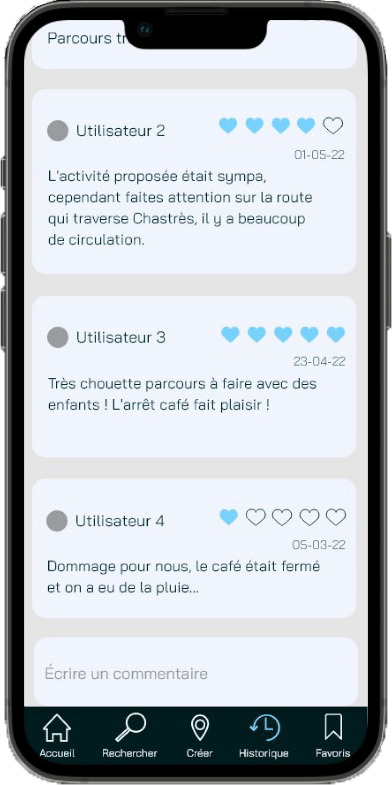 Parcours
Utilisateur 2
01-05-22
L'activité proposée était sympa,
cependant faites attention sur la route
qui traverse Chastrès, il y a beaucoup
de circulation.
Utilisateur 3
23-04-22
Très chouette parcours à faire avec des
enfants ! L'arrêt café fait plaisir !
Utilisateur 4
05-03-22
Dommage pour nous, le café était fermé
et on a eu de la pluie...
Écrire un commentaire
Accueil Rechercher Créer Historique Favoris